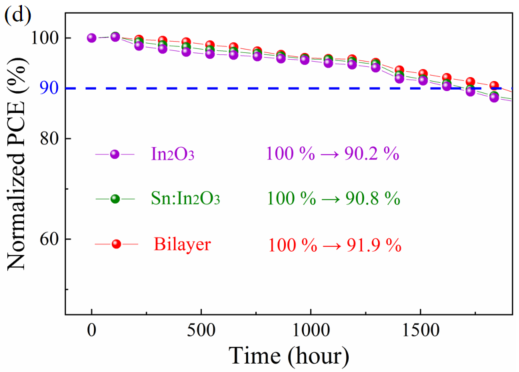 (d)
Normalized PCE (%)
100
90
80
60
In2O3 100 % → 90.2 %
Sn:In2O3 100 % → 90.8 %
Bilayer 100 % → 91.9 %
0 500 1000 1500
Time (hour)